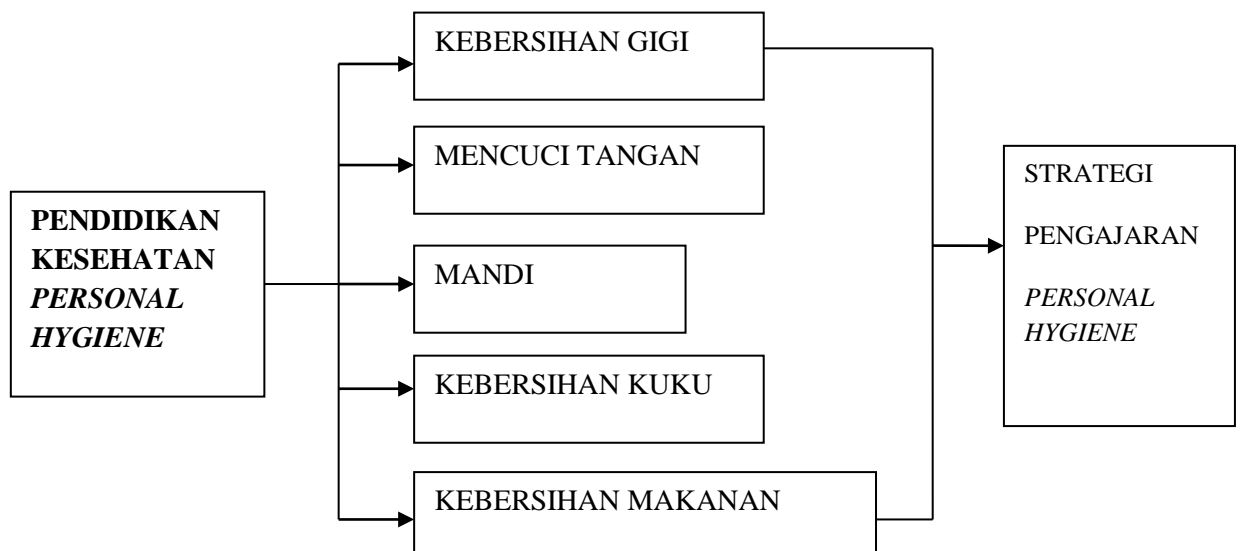 PENDIDIKAN
KESEHATAN
PERSONAL
HYGIENE
KEBERSIHAN GIGI
MENCUCI TANGAN
MANDI
KEBERSIHAN KUKU
KEBERSIHAN MAKANAN
STRATEGI
PENGAJARAN
PERSONAL
HYGIENE